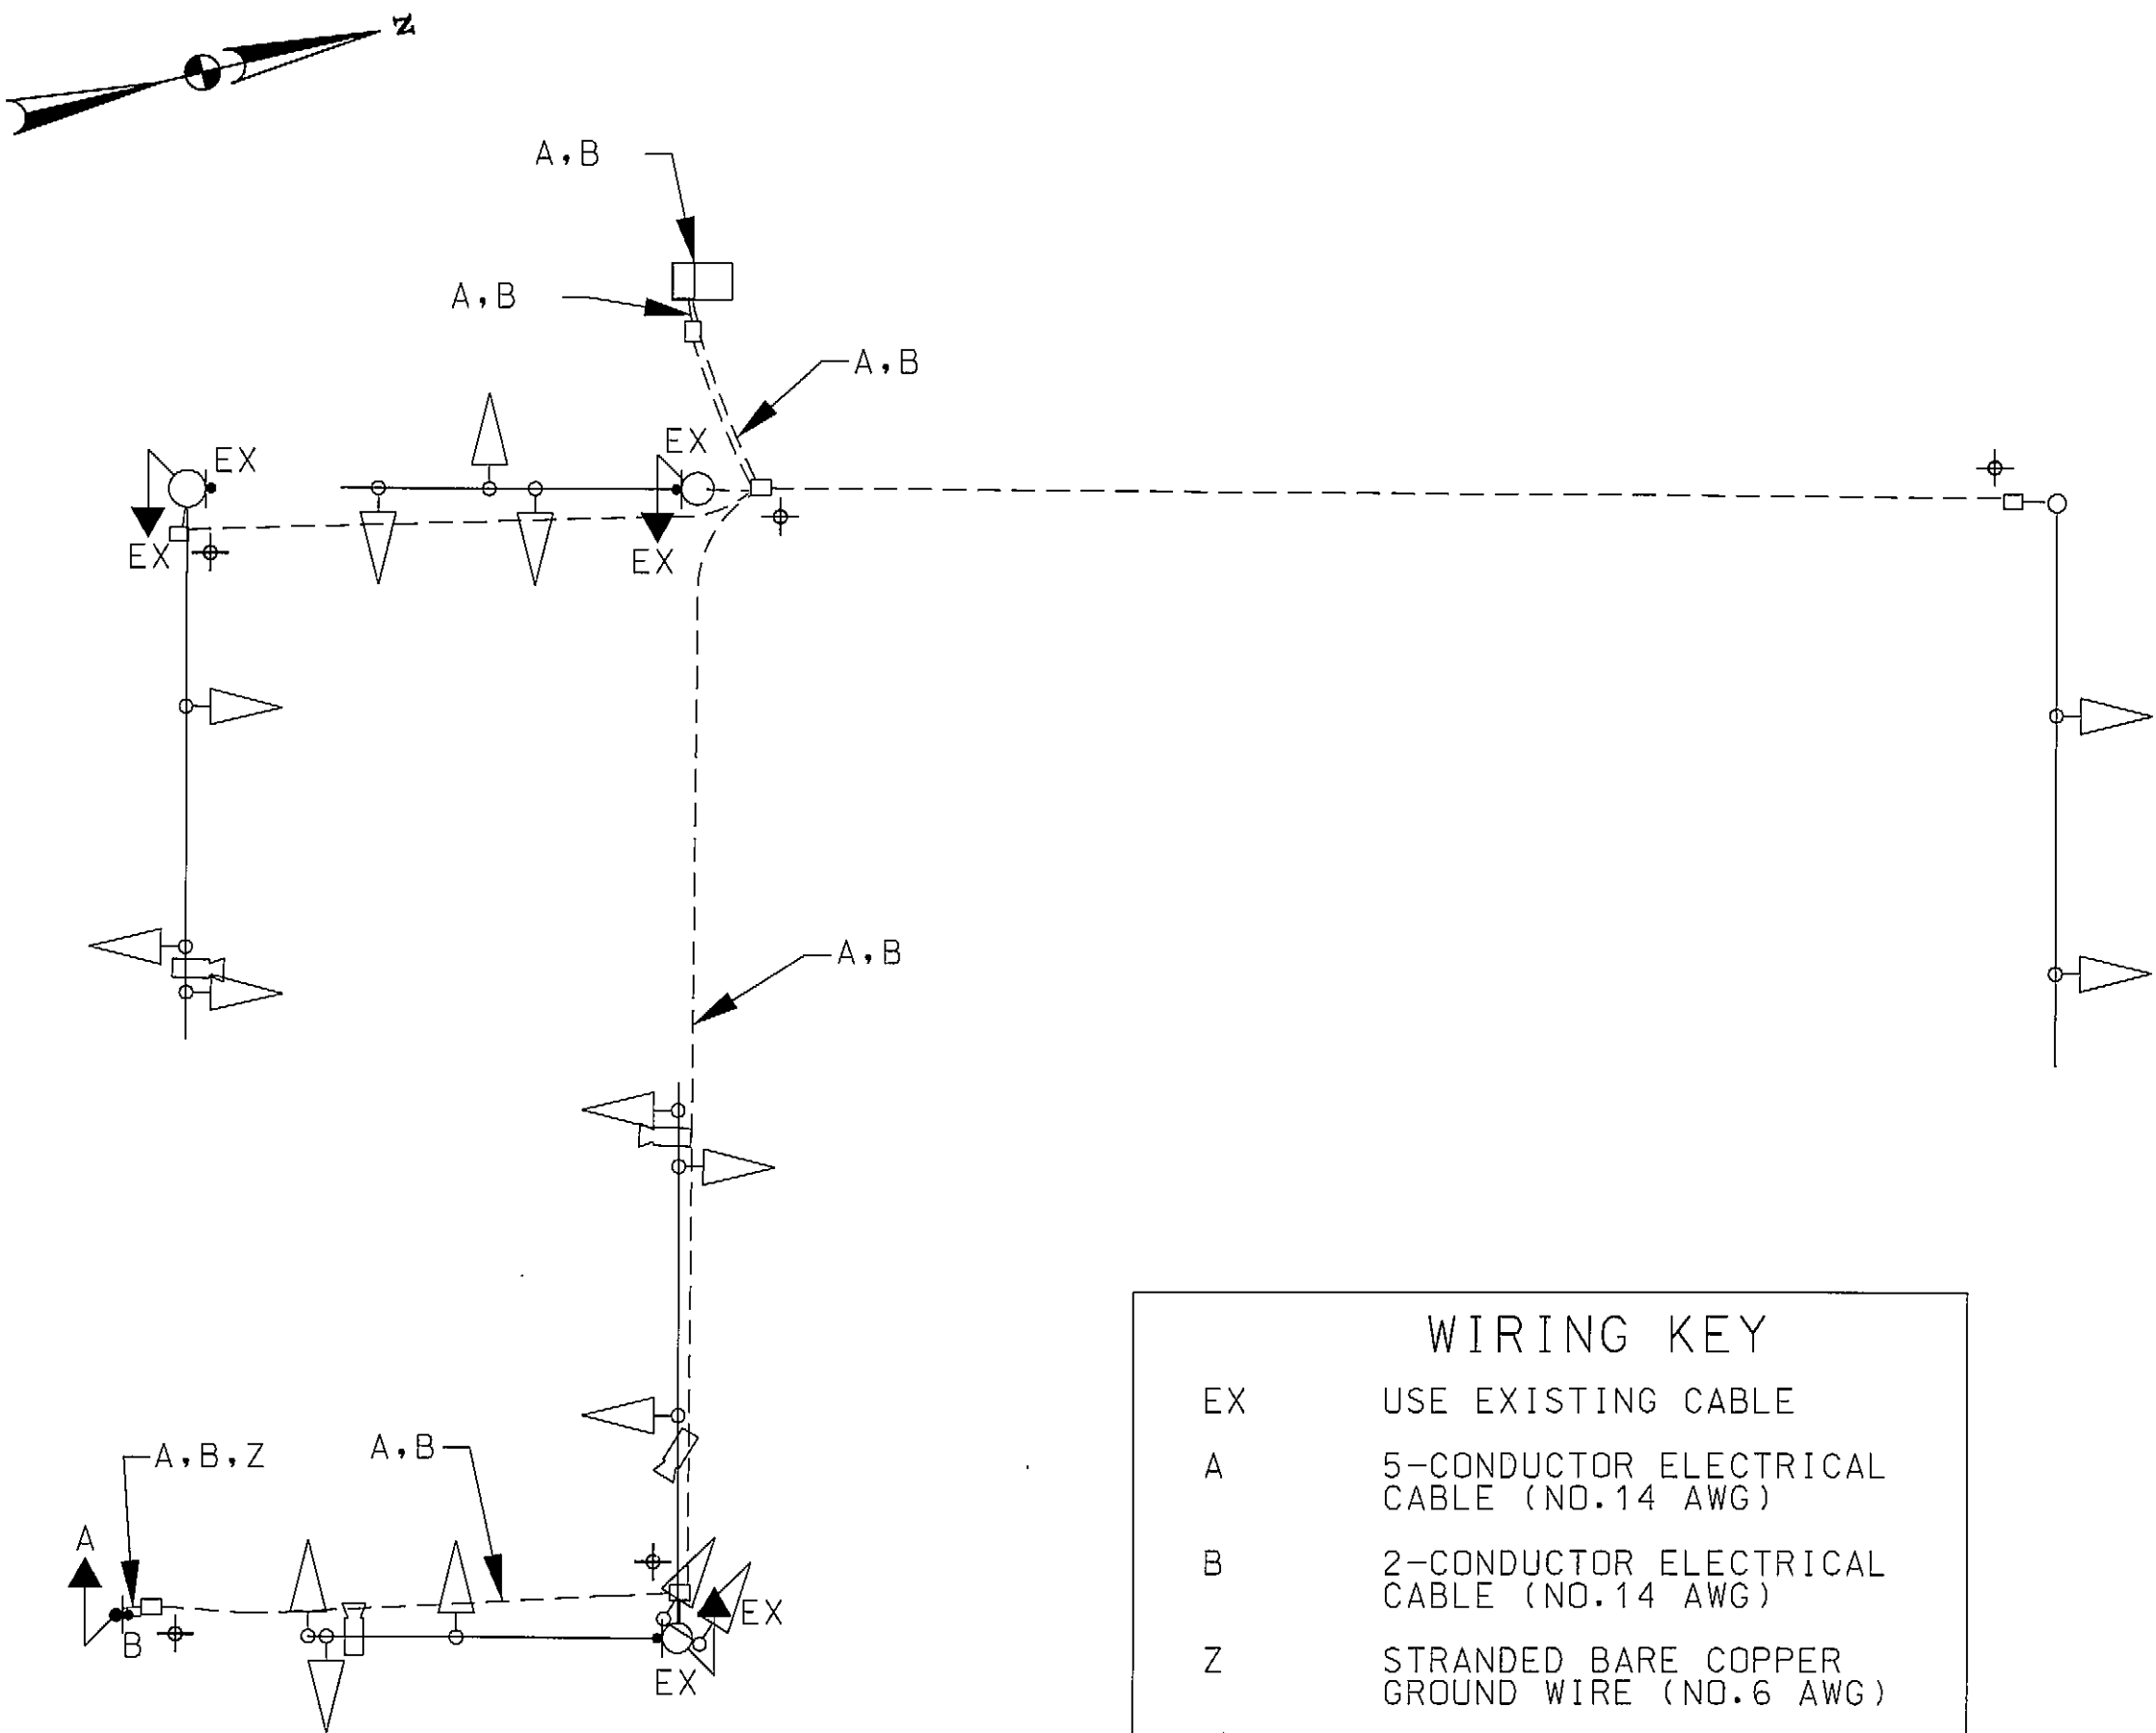 Z
A,B
A,B
A,B
EX
EX
EX
EX
A,B
A,B,Z
A,B
A
B
EX
EX
WIRING KEY
EX USE EXISTING CABLE
A 5-CONDUCTOR ELECTRICAL
CABLE (NO.14 AWG)
B 2-CONDUCTOR ELECTRICAL
CABLE (NO.14 AWG)
Z STRANDED BARE COPPER
GROUND WIRE (NO.6 AWG)